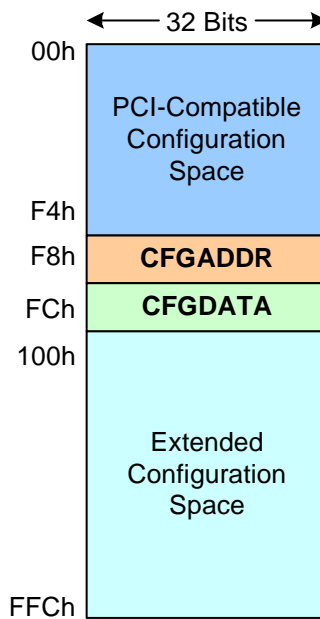 32 Bits
00h
PCI-Compatible
Configuration
Space
F4h
F8h
CFGADDR
FCh
CFGDATA
100h
Extended
Configuration
Space
FFCh